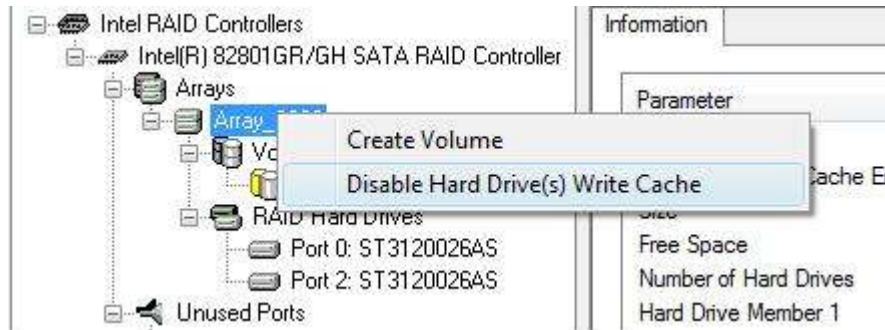 Intel RAID Controllers
Intel(R) 82801GR/GH SATA RAID Controller
Arrays
Array_
Create Volume
Disable Hard Drive(s) Write Cache
RAID Hard Drives
Port 0: ST3120026AS
Port 2: ST3120026AS
Unused Ports
Information
Parameter
Cache E
Size
Free Space
Number of Hard Drives
Hard Drive Member 1